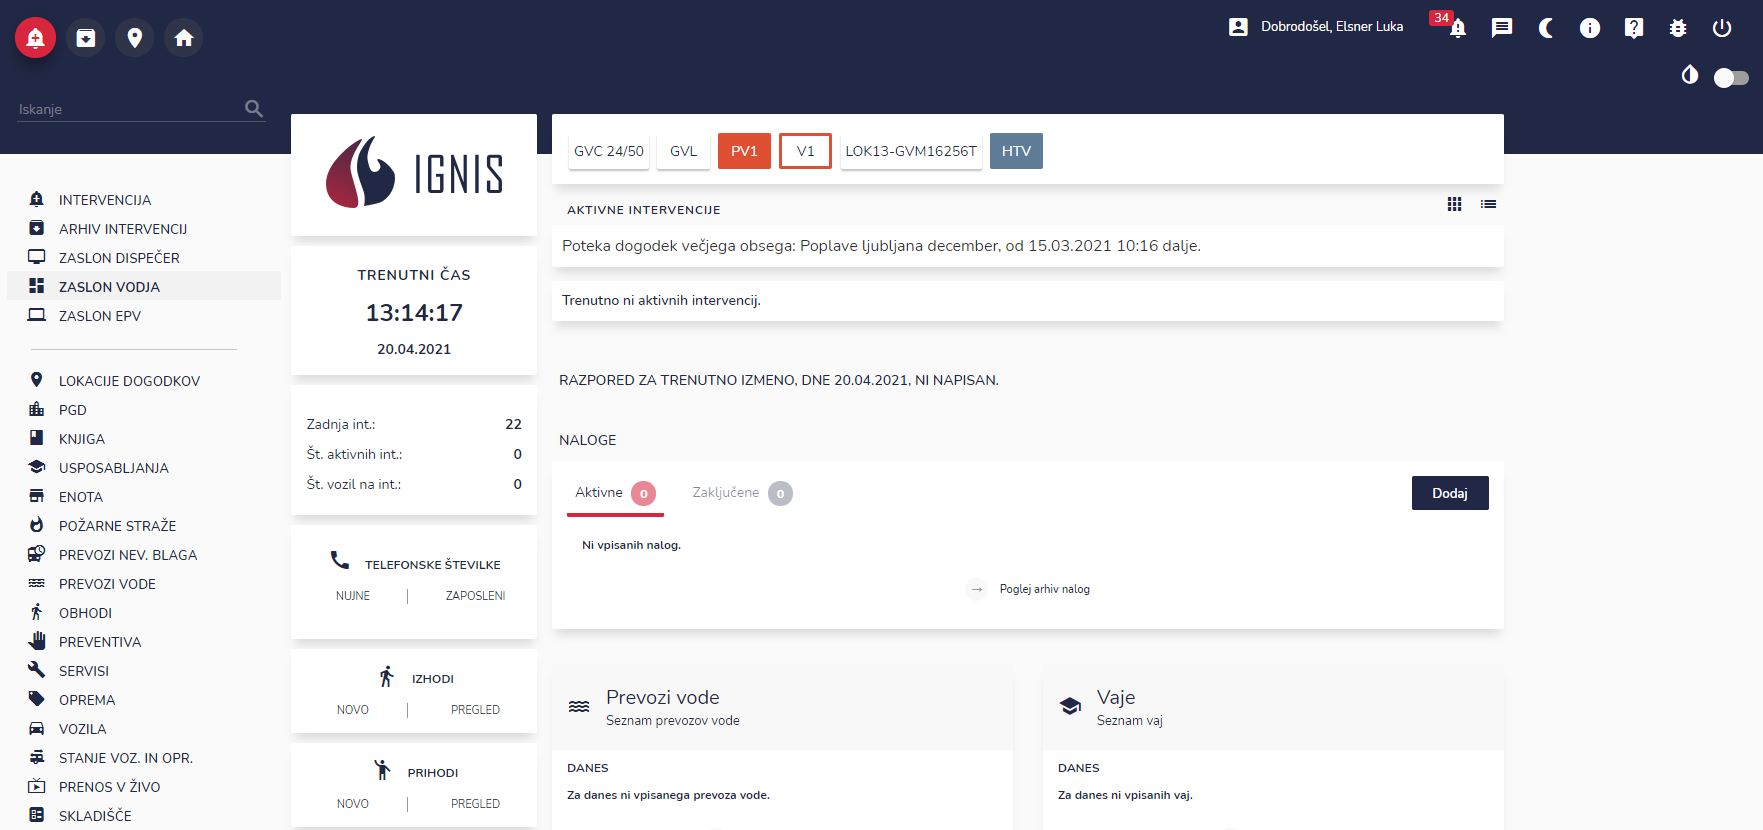 Dobrodošel, Elsner Luka
34
Iskanje
INTERVENCIJA
ARHIV INTERVENCIJ
ZASLON DISPEČER
ZASLON VODJA
ZASLON EPV
LOKACIJE DOGODKOV
PGD
KNJIGA
USPOSABLJANJA
ENOTA
POŽARNE STRAŽE
PREVOZI NEV. BLAGA
PREVOZI VODE
OBHODI
PREVENTIVA
SERVISI
OPREMA
VOZILA
STANJE VOZ. IN OPR.
PRENOS V ŽIVO
SKLADIŠČE
IGNIS
TRENUTNI ČAS
13:14:17
20.04.2021
Zadnja int.: 22
Št. aktivnih int.: 0
Št. vozil na int.: 0
TELEFONSKE ŠTEVILKE
NUJNE | ZAPOSLENI
IZHODI
NOVO | PREGLED
PRIHODI
NOVO | PREGLED
GVC 24/50 GVL PV1 V1 LOK13-GVM16256T HTV
AKTIVNE INTERVENCIJE
Poteka dogodek večjega obsega: Poplave ljubljana december, od 15.03.2021 10:16 dalje.
Trenutno ni aktivnih intervencij.
RAZPORED ZA TRENUTNO IZMENO, DNE 20.04.2021, NI NAPISAN.
NALOGE
Aktivne 0 Zaključene 0 Dodaj
Ni vpisanih nalog.
→ Poglej arhiv nalog
Prevozi vode
Seznam prevozov vode
DANES
Za danes ni vpisanega prevoza vode.
Vaje
Seznam vaj
DANES
Za danes ni vpisanih vaj.